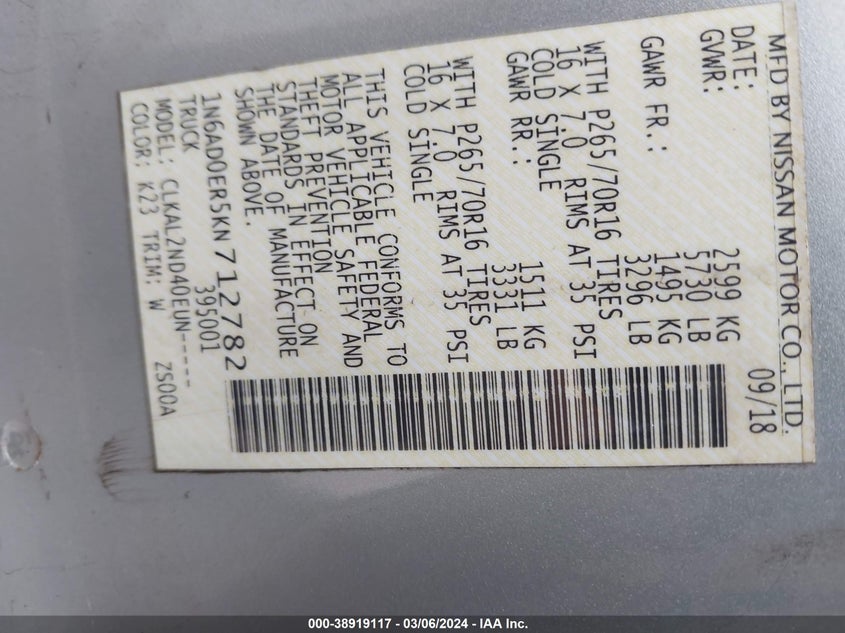 MFD BY NISSAN MOTOR CO., LTD.
DATE: 09/18
GVWR: 2599 KG
5730 LB
GAWR FR.: 1495 KG
3296 LB
WITH P265/70R16 TIRES
16 X 7.0 RIMS AT 35 PSI
COLD SINGLE
GAWR RR.: 1511 KG
3331 LB
WITH P265/70R16 TIRES
16 X 7.0 RIMS AT 35 PSI
COLD SINGLE
THIS VEHICLE CONFORMS TO
ALL APPLICABLE FEDERAL
MOTOR VEHICLE SAFETY AND
THEFT PREVENTION
STANDARDS IN EFFECT ON
THE DATE OF MANUFACTURE
SHOWN ABOVE.
1N6AD0ER5KN712782
TRUCK 395001
MODEL: CLKAL2ND40EUN-----
COLOR: K23 TRIM: W ZS00A
000-38919117 - 03/06/2024 - IAA Inc.